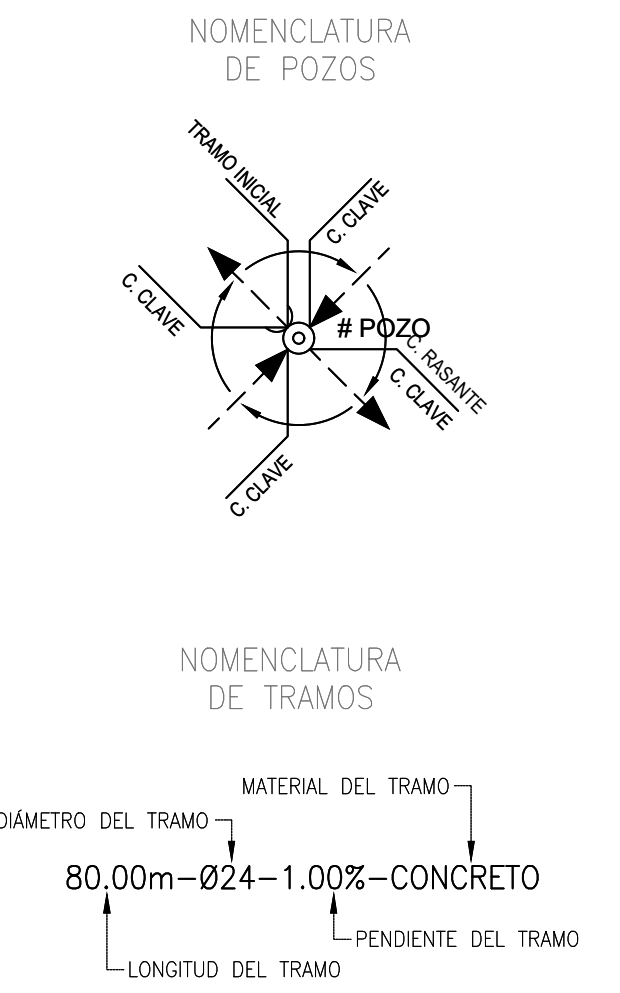 NOMENCLATURA
DE POZOS
TRAMO INICIAL
C. CLAVE
C. CLAVE
# POZO
C. RASANTE
C. CLAVE
C. CLAVE
NOMENCLATURA
DE TRAMOS
MATERIAL DEL TRAMO
DIÁMETRO DEL TRAMO
80.00m-Ø24-1.00%-CONCRETO
PENDIENTE DEL TRAMO
LONGITUD DEL TRAMO